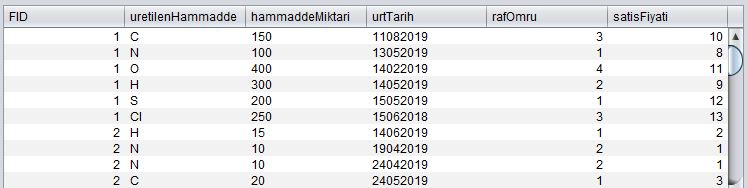 FID uretilenHammadde hammaddeMiktari urtTarih rafOmru satisFiyati
1 C 150 11082019 3 10
1 N 100 13052019 1 8
1 O 400 14022019 4 11
1 H 300 14052019 2 9
1 S 200 15052019 1 12
1 Cl 250 15062018 3 13
2 H 15 14062019 1 2
2 N 10 19042019 2 1
2 N 10 24042019 2 1
2 C 20 24052019 1 3